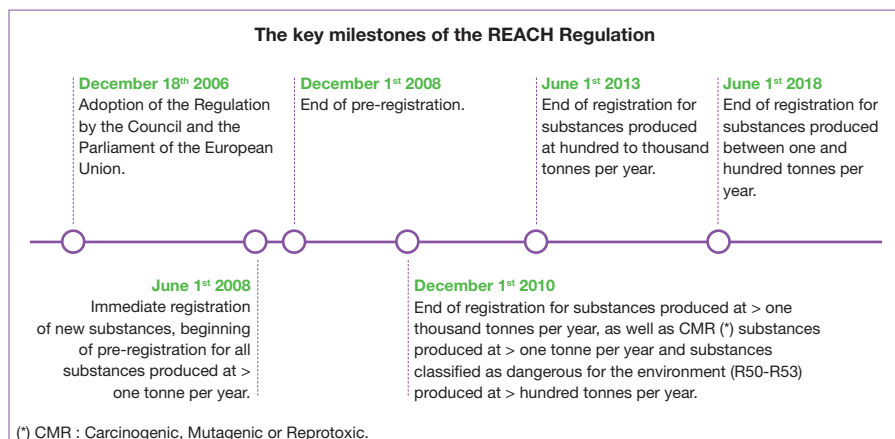 The key milestones of the REACH Regulation
December 18th 2006
Adoption of the Regulation
by the Council and the
Parliament of the European
Union.
December 1st 2008
End of pre-registration.
June 1st 2013
End of registration for
substances produced
at hundred to thousand
tonnes per year.
June 1st 2018
End of registration for
substances produced
between one and
hundred tonnes per
year.
June 1st 2008
Immediate registration
of new substances, beginning
of pre-registration for all
substances produced at >
one tonne per year.
December 1st 2010
End of registration for substances produced at > one
thousand tonnes per year, as well as CMR (*) substances
produced at > one tonne per year and substances
classified as dangerous for the environment (R50-R53)
produced at > hundred tonnes per year.
(*) CMR : Carcinogenic, Mutagenic or Reprotoxic.